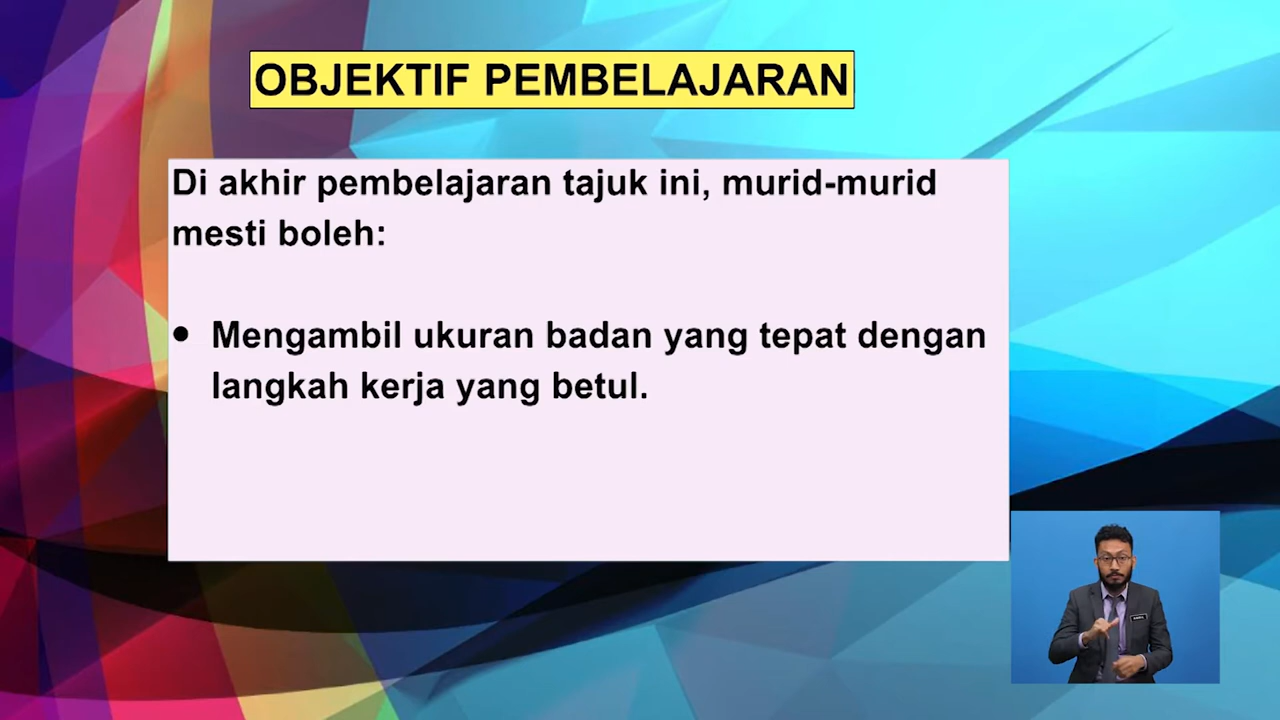 OBJEKTIF PEMBELAJARAN
Di akhir pembelajaran tajuk ini, murid-murid
mesti boleh:
• Mengambil ukuran badan yang tepat dengan
langkah kerja yang betul.